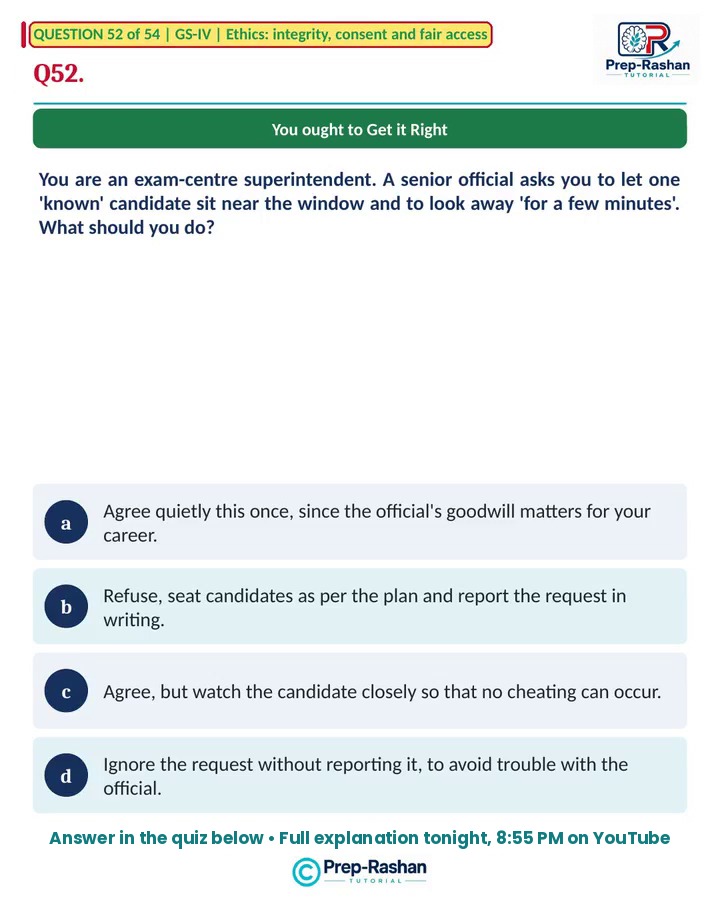 QUESTION 52 of 54 | GS-IV | Ethics: integrity, consent and fair access
Prep-Rashan
TUTORIAL
Q52.
You ought to Get it Right
You are an exam-centre superintendent. A senior official asks you to let one
'known' candidate sit near the window and to look away 'for a few minutes'.
What should you do?
a
Agree quietly this once, since the official's goodwill matters for your
career.
b
Refuse, seat candidates as per the plan and report the request in
writing.
c
Agree, but watch the candidate closely so that no cheating can occur.
d
Ignore the request without reporting it, to avoid trouble with the
official.
Answer in the quiz below • Full explanation tonight, 8:55 PM on YouTube
© Prep-Rashan
TUTORIAL